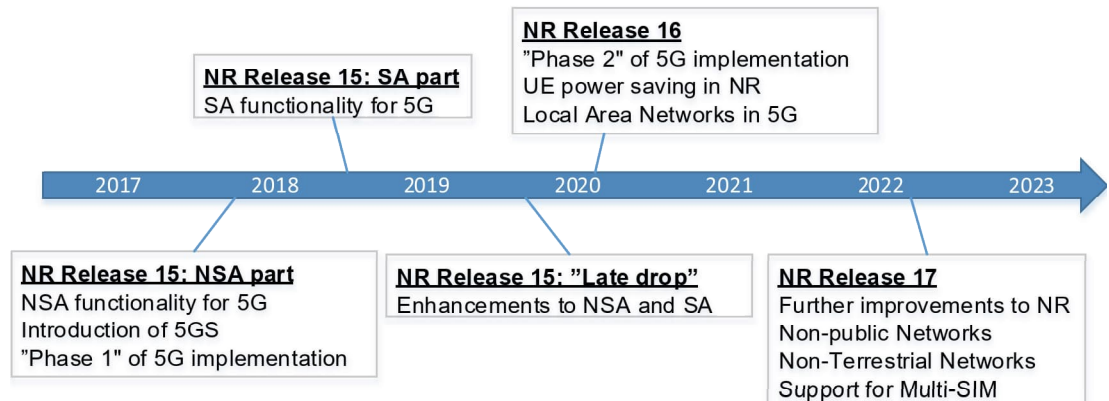 NR Release 16
”Phase 2" of 5G implementation
UE power saving in NR
Local Area Networks in 5G
NR Release 15: SA part
SA functionality for 5G
2017 2018 2019 2020 2021 2022 2023
NR Release 15: NSA part
NSA functionality for 5G
Introduction of 5GS
”Phase 1" of 5G implementation
NR Release 15: ”Late drop”
Enhancements to NSA and SA
NR Release 17
Further improvements to NR
Non-public Networks
Non-Terrestrial Networks
Support for Multi-SIM